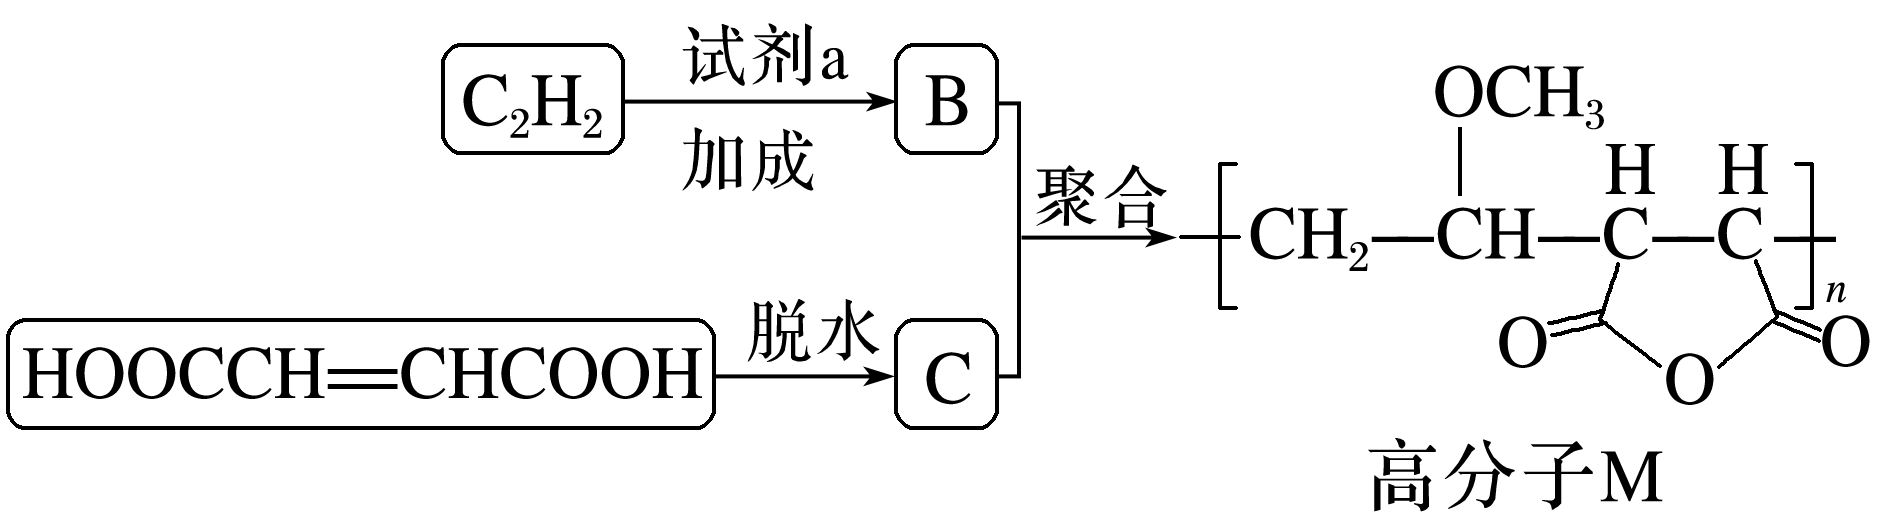 C₂H₂
试剂a
加成
B
HOOCCH=CHCOOH
脱水
C
聚合
OCH₃
H H
[CH₂—CH—C—C]n
O O O
高分子M